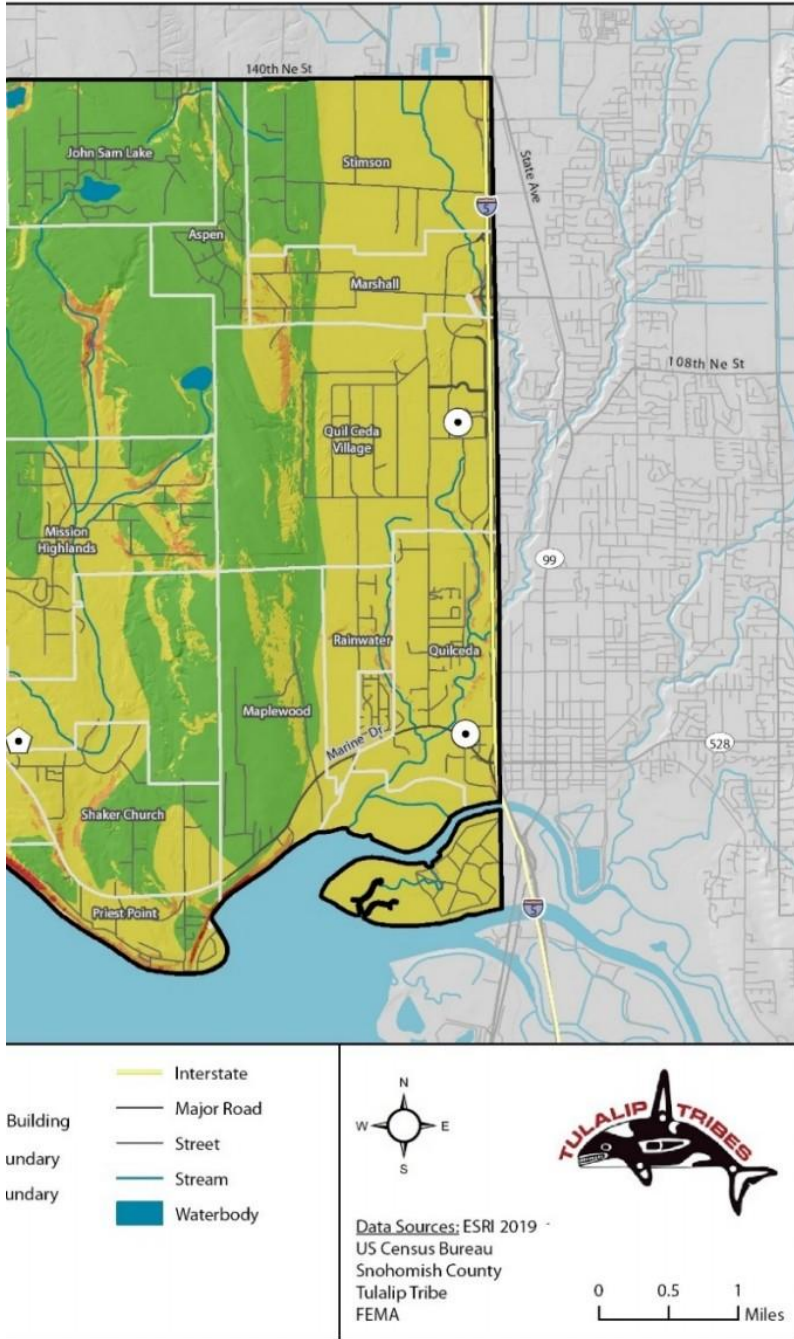 140th Ne St
John Sam Lake
Stimson
State Ave
5
Aspen
Marshall
108th Ne St
Quil Ceda
Village
Mission
Highlands
99
Rainwater
Quilceda
Maplewood
Marine Dr
528
Shaker Church
Priest Point
5
Building
undary
undary
Interstate
Major Road
Street
Stream
Waterbody
N
W E
S
TULALIP TRIBES
Data Sources: ESRI 2019
US Census Bureau
Snohomish County
Tulalip Tribe
FEMA
0 0.5 1
Miles